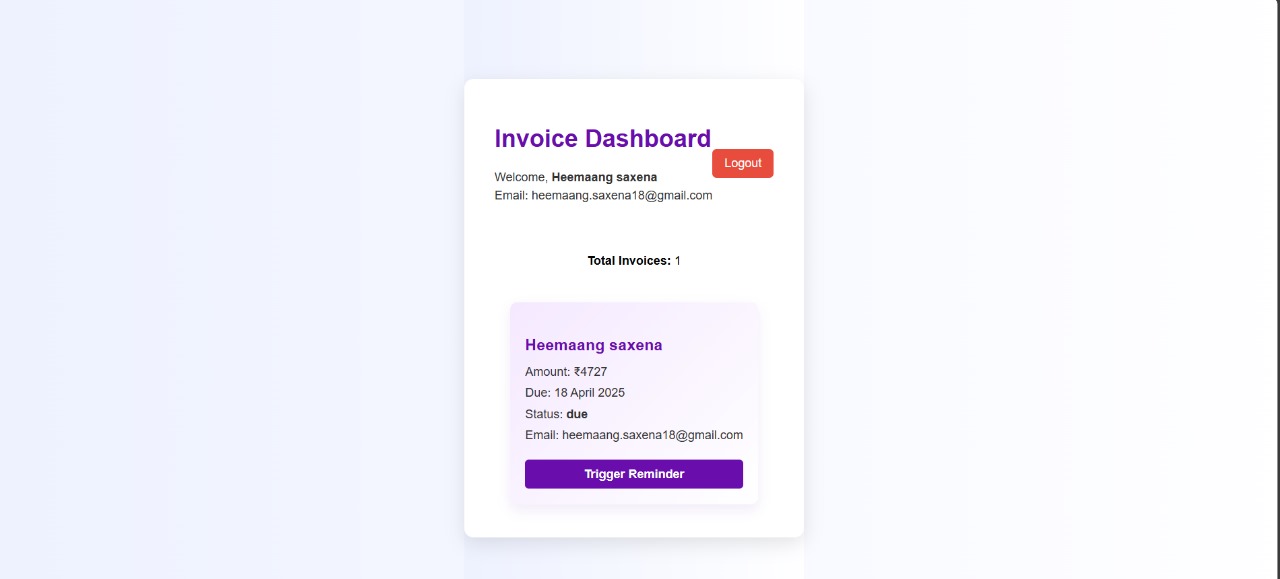 Invoice Dashboard
Logout
Welcome, Heemaang saxena
Email: heemaang.saxena18@gmail.com
Total Invoices: 1
Heemaang saxena
Amount: ₹4727
Due: 18 April 2025
Status: due
Email: heemaang.saxena18@gmail.com
Trigger Reminder